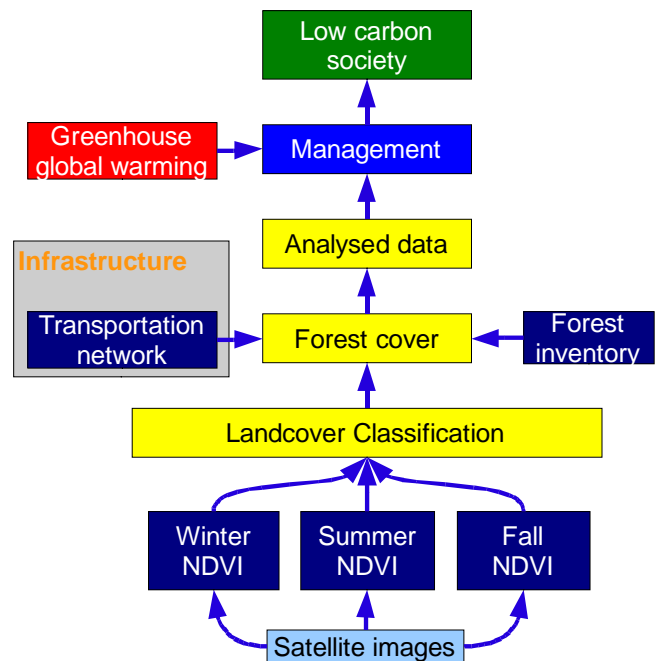 Low carbon
society
Greenhouse
global warming
Management
Analysed data
Infrastructure
Transportation
network
Forest cover
Forest
inventory
Landcover Classification
Winter
NDVI
Summer
NDVI
Fall
NDVI
Satellite images